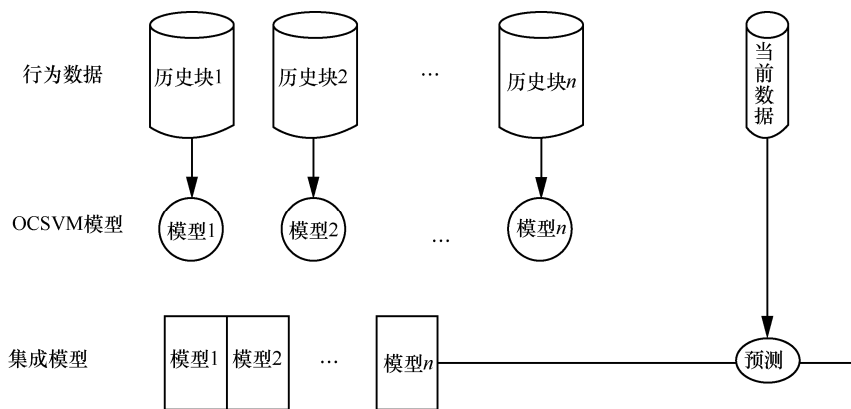 行为数据 历史块1 历史块2 … 历史块n 当前数据
OCSVM模型 模型1 模型2 … 模型n
集成模型 模型1 模型2 … 模型n 预测